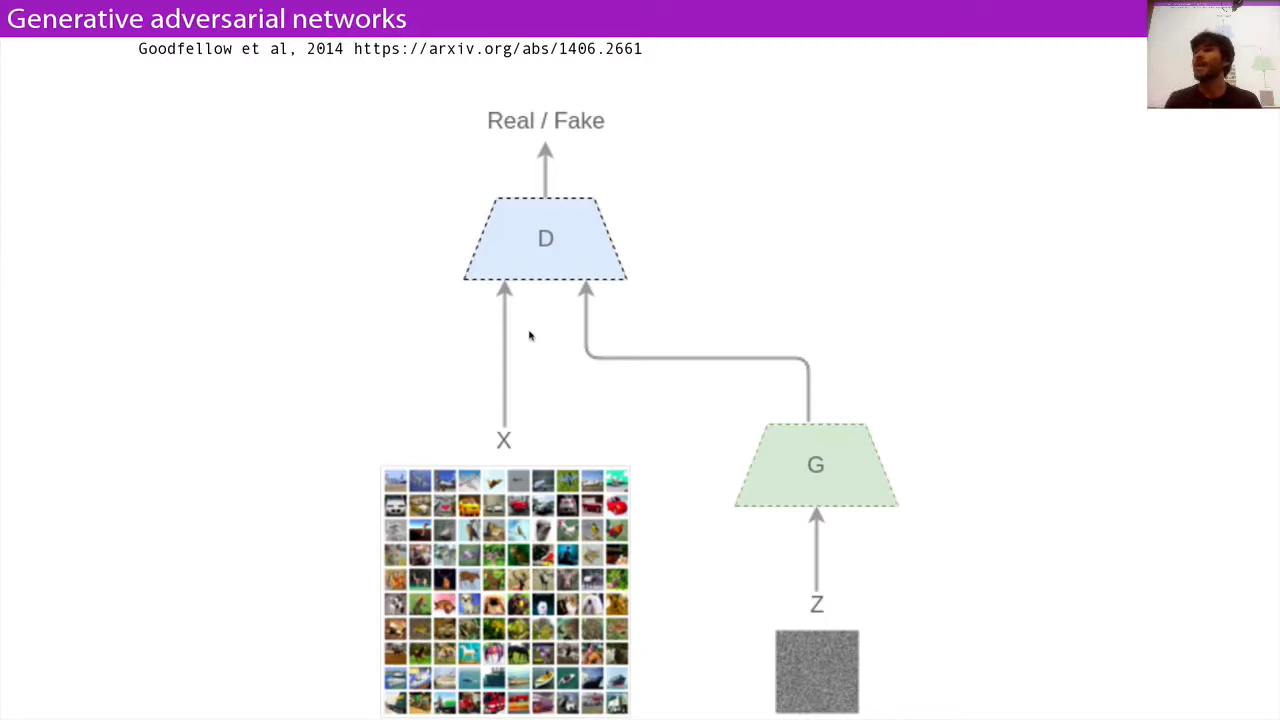 Generative adversarial networks
Goodfellow et al, 2014 https://arxiv.org/abs/1406.2661
Real / Fake
D
X
G
Z